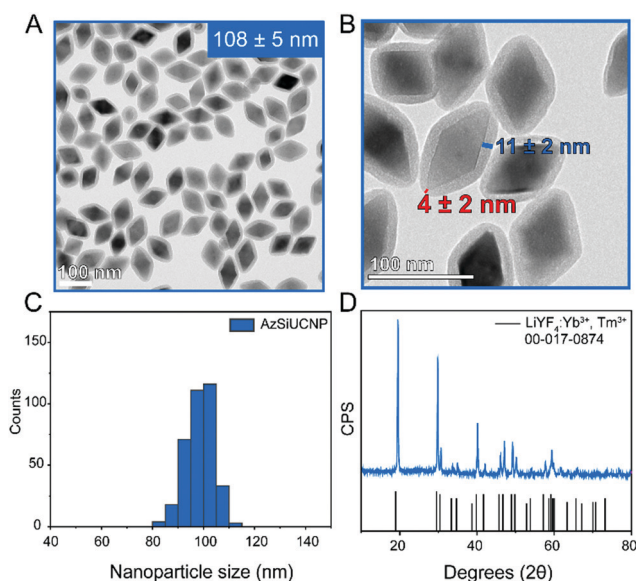 A
108 ± 5 nm
100 nm
B
11 ± 2 nm
4 ± 2 nm
100 nm
C
AzSiUCNP
Counts
150
100
50
0
40
60
80
100
120
140
Nanoparticle size (nm)
D
LiYF₄:Yb³⁺, Tm³⁺
00-017-0874
CPS
20
40
60
80
Degrees (2θ)